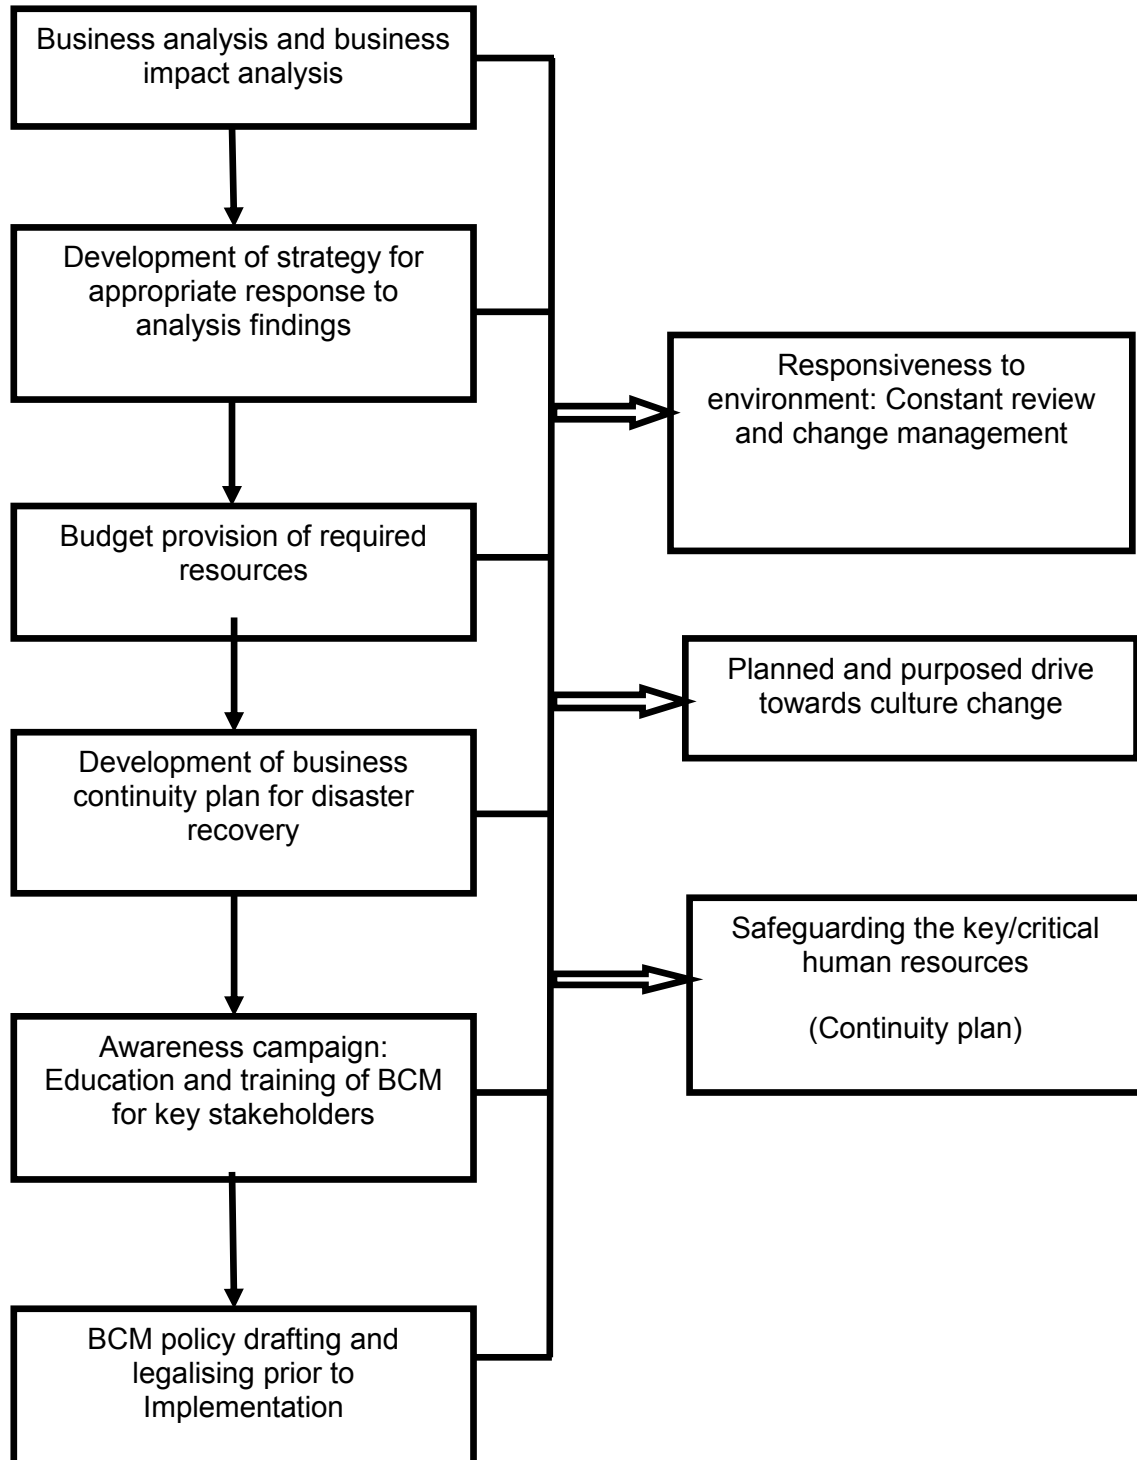 Business analysis and business
impact analysis
Development of strategy for
appropriate response to
analysis findings
Responsiveness to
environment: Constant review
and change management
Budget provision of required
resources
Planned and purposed drive
towards culture change
Development of business
continuity plan for disaster
recovery
Safeguarding the key/critical
human resources
(Continuity plan)
Awareness campaign:
Education and training of BCM
for key stakeholders
BCM policy drafting and
legalising prior to
Implementation